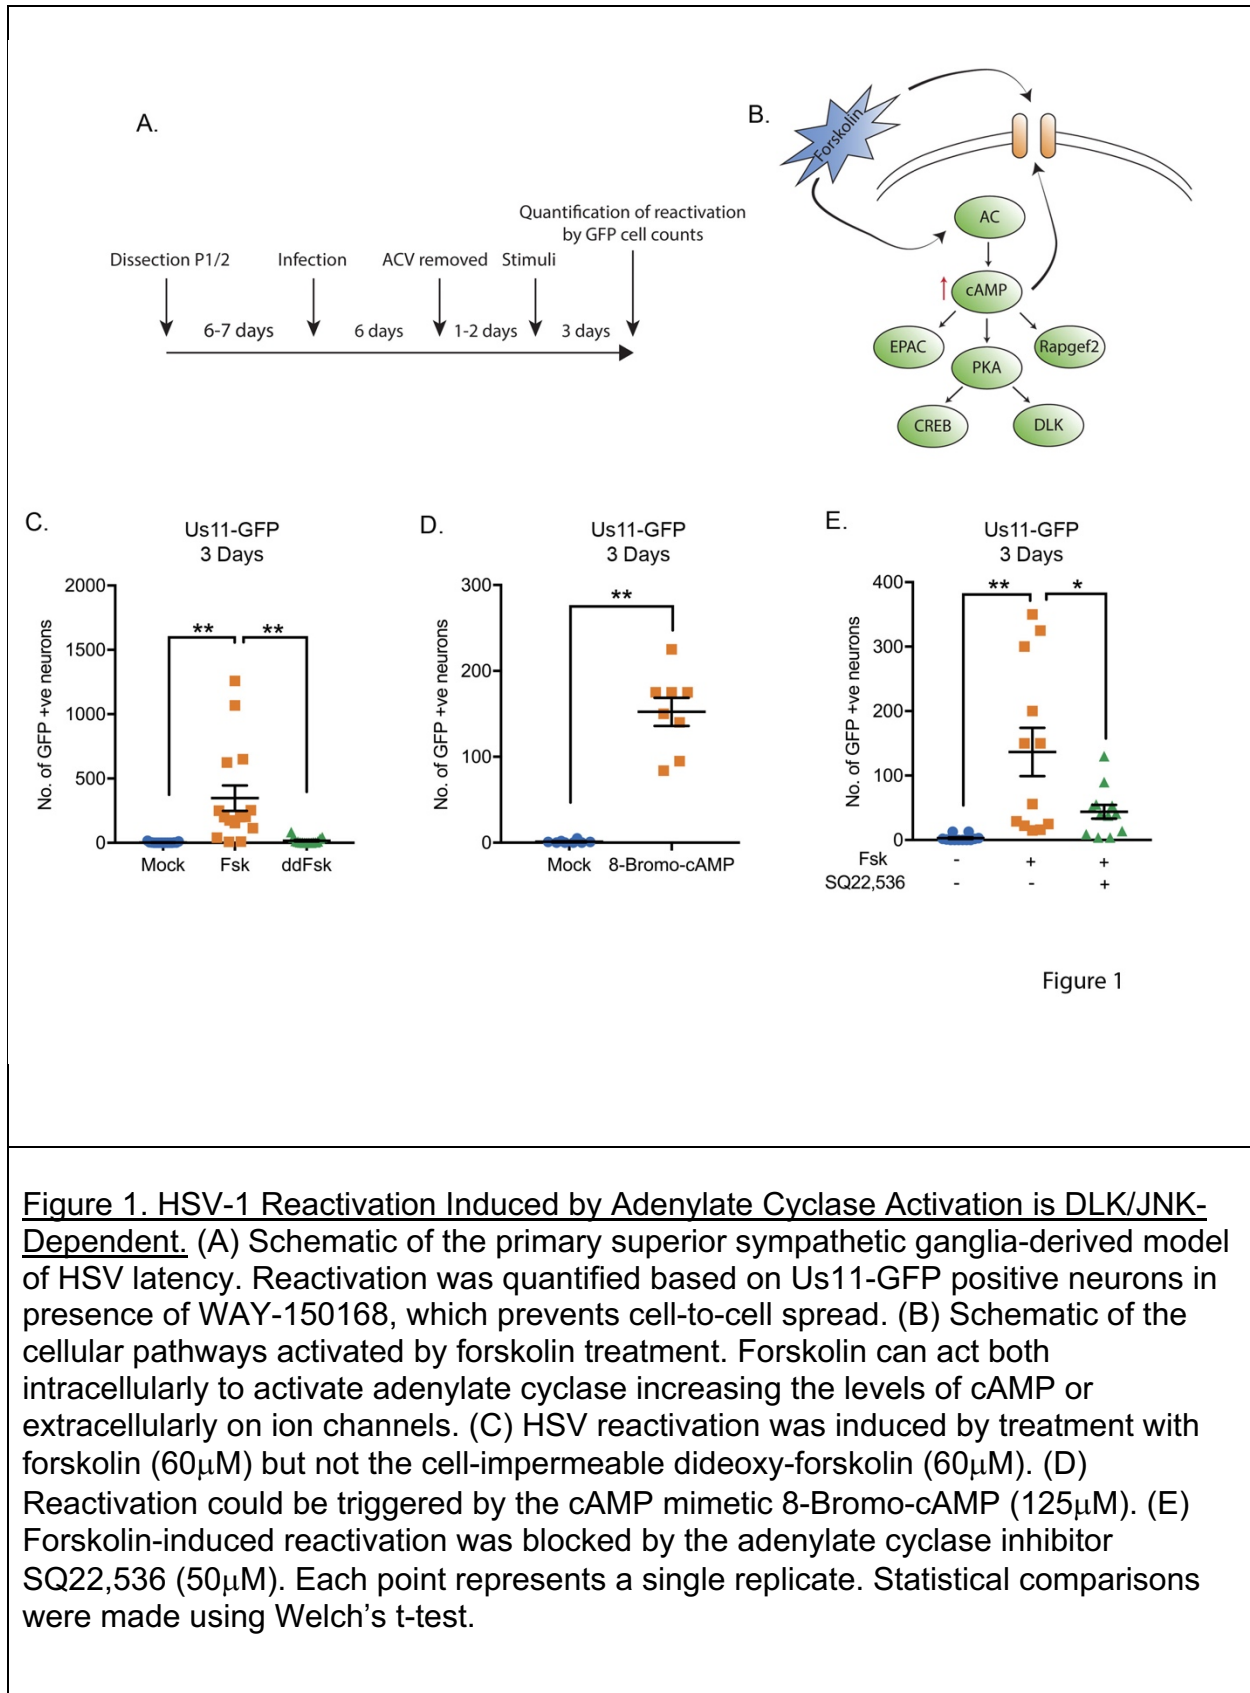 A.
Quantification of reactivation
by GFP cell counts
Dissection P1/2
Infection
ACV removed
Stimuli
6-7 days
6 days
1-2 days
3 days
B.
Forskolin
AC
cAMP
EPAC
PKA
Rapgef2
CREB
DLK
C.
Us11-GFP
3 Days
No. of GFP +ve neurons
2000
1500
1000
500
0
** **
Mock Fsk ddFsk
D.
Us11-GFP
3 Days
No. of GFP +ve neurons
300
200
100
0
**
Mock 8-Bromo-cAMP
E.
Us11-GFP
3 Days
No. of GFP +ve neurons
400
300
200
100
0
** *
Fsk - + +
SQ22,536 - - +
Figure 1
Figure 1. HSV-1 Reactivation Induced by Adenylate Cyclase Activation is DLK/JNK-
Dependent. (A) Schematic of the primary superior sympathetic ganglia-derived model
of HSV latency. Reactivation was quantified based on Us11-GFP positive neurons in
presence of WAY-150168, which prevents cell-to-cell spread. (B) Schematic of the
cellular pathways activated by forskolin treatment. Forskolin can act both
intracellularly to activate adenylate cyclase increasing the levels of cAMP or
extracellularly on ion channels. (C) HSV reactivation was induced by treatment with
forskolin (60μM) but not the cell-impermeable dideoxy-forskolin (60μM). (D)
Reactivation could be triggered by the cAMP mimetic 8-Bromo-cAMP (125μM). (E)
Forskolin-induced reactivation was blocked by the adenylate cyclase inhibitor
SQ22,536 (50μM). Each point represents a single replicate. Statistical comparisons
were made using Welch’s t-test.